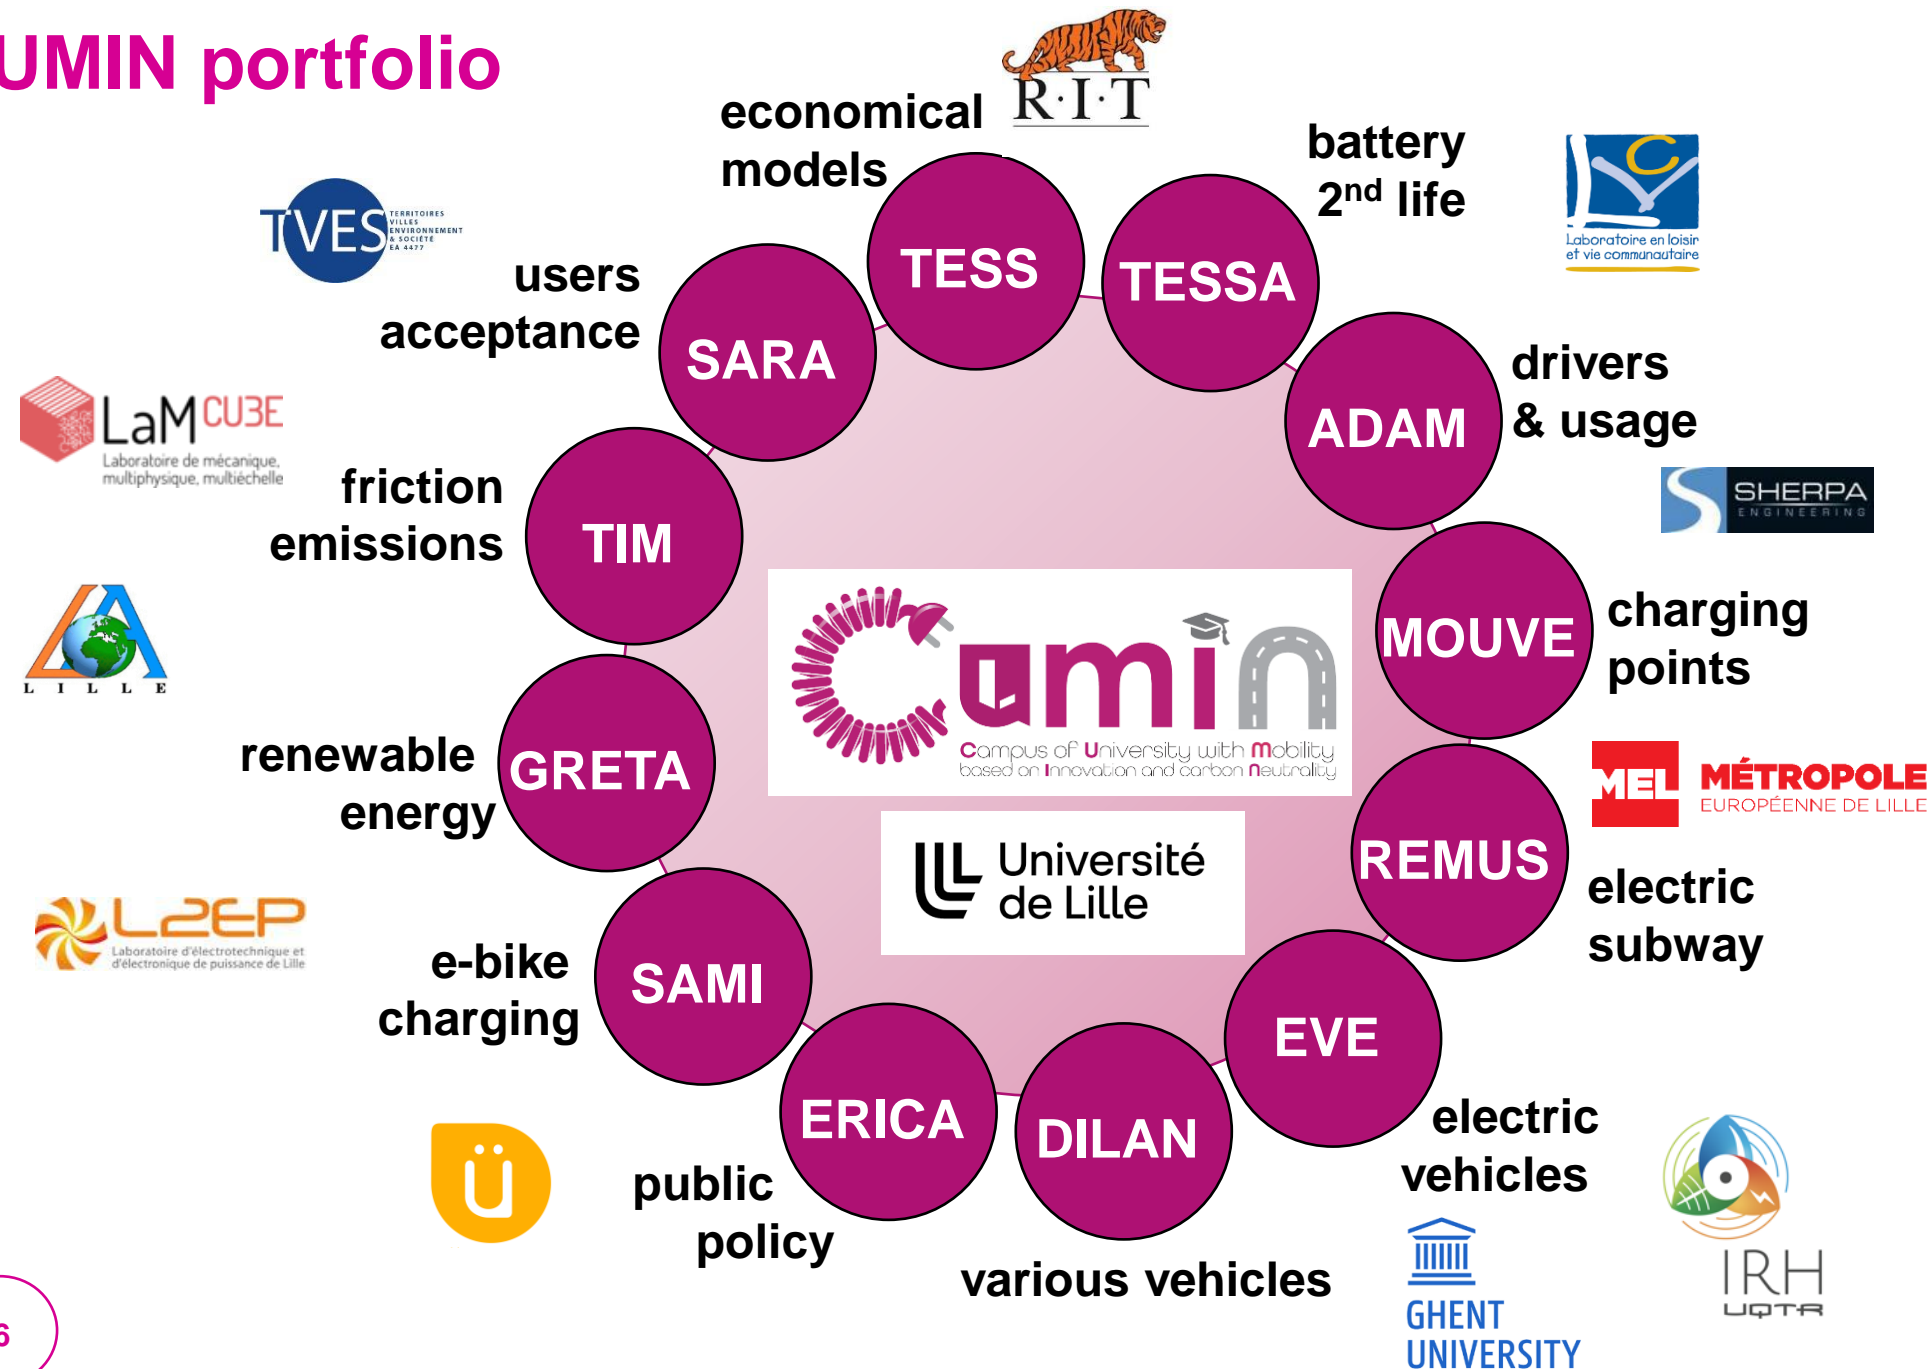 UMIN portfolio
R·I·T
economical
models
battery
2nd life
Laboratoire en loisir
et vie communautaire
TVES
TERRITOIRES
VILLES
ENVIRONNEMENT
& SOCIÉTÉ
EA 4477
users
acceptance
TESS
TESSA
SARA
ADAM
drivers
& usage
LaMCUBE
Laboratoire de mécanique,
multiphysique, multiéchelle
friction
emissions
TIM
SHERPA
ENGINEERING
MOUVE
charging
points
LILLE
Cumin
Campus of University with Mobility
based on Innovation and carbon Neutrality
renewable
energy
GRETA
MEL
MÉTROPOLE
EUROPÉENNE DE LILLE
Université
de Lille
REMUS
electric
subway
L2EP
Laboratoire d'électrotechnique et
d'électronique de puissance de Lille
e-bike
charging
SAMI
EVE
ERICA
DILAN
electric
vehicles
ü
public
policy
various vehicles
GHENT
UNIVERSITY
IRH
UQTR
6